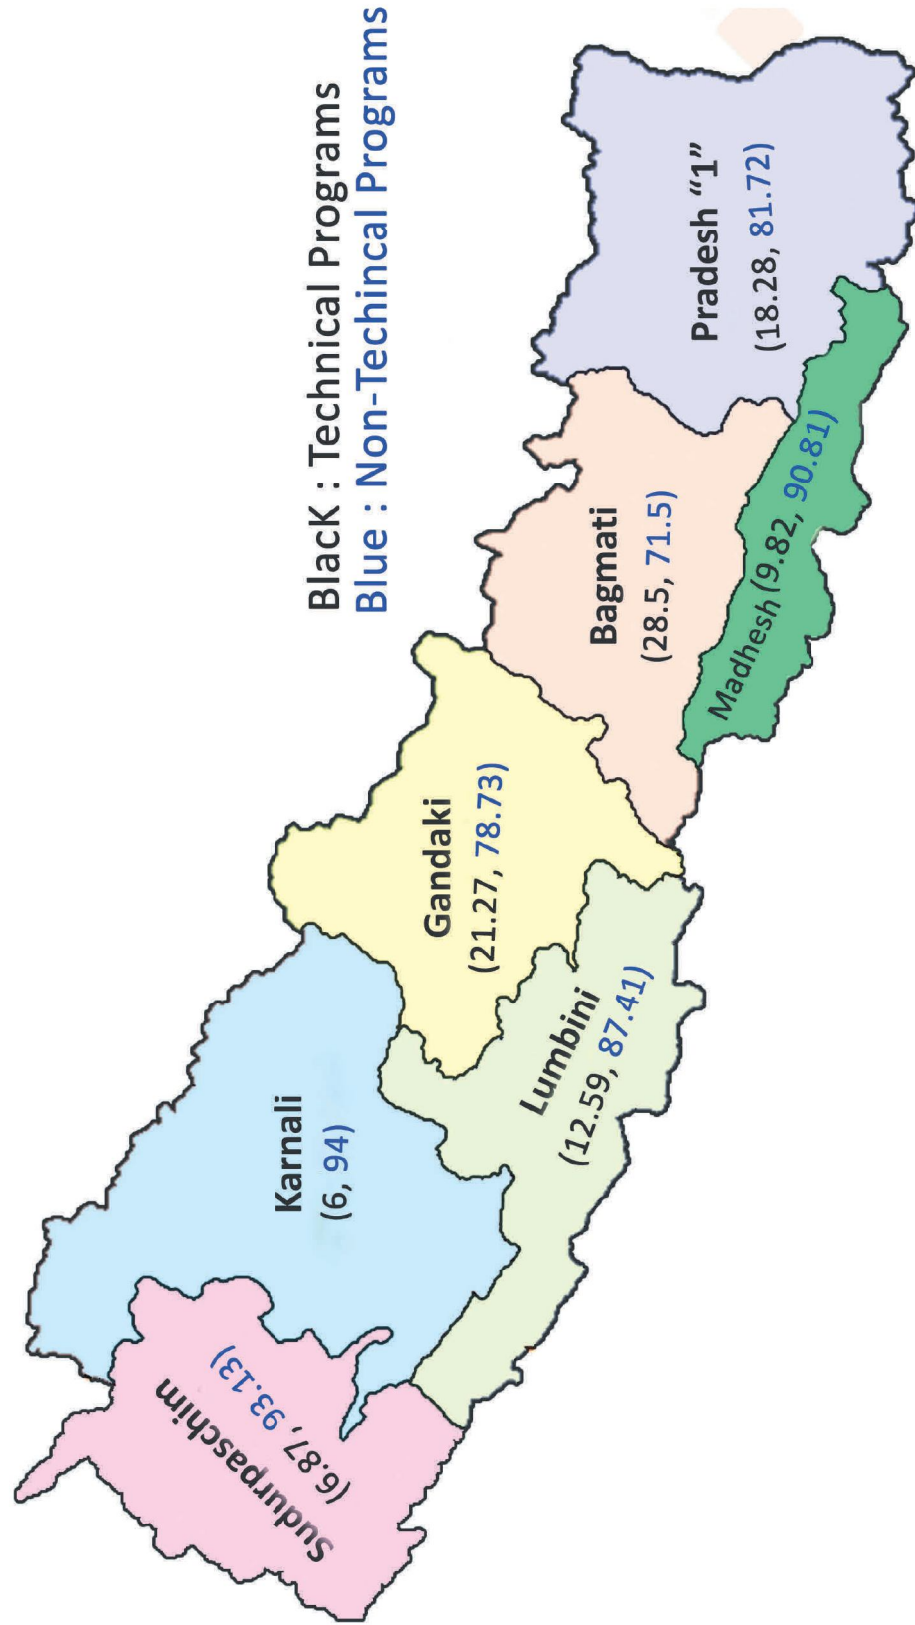 BlacK : Technical Programs
Blue : Non-Techincal Programs
Sudurpaschim
(6.87, 93.13)
Karnali
(6, 94)
Gandaki
(21.27, 78.73)
Lumbini
(12.59, 87.41)
Bagmati
(28.5, 71.5)
Pradesh “1”
(18.28, 81.72)
Madhesh (9.82, 90.81)